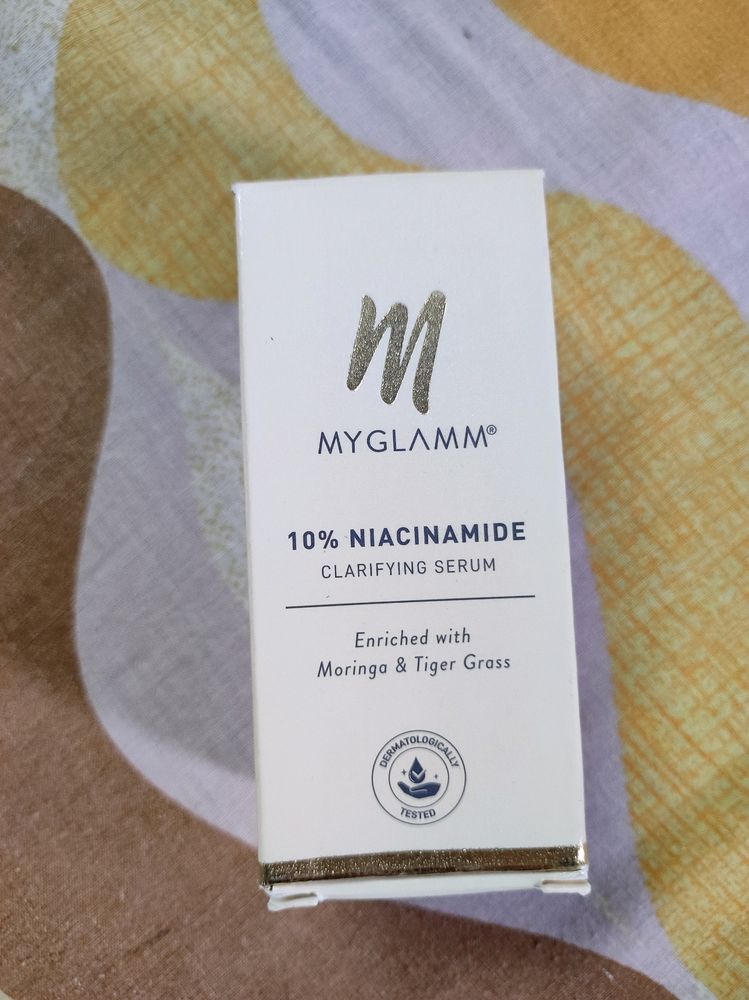 M
MYGLAMM®
10% NIACINAMIDE
CLARIFYING SERUM
Enriched with
Moringa & Tiger Grass
DERMATOLOGICALLY
TESTED